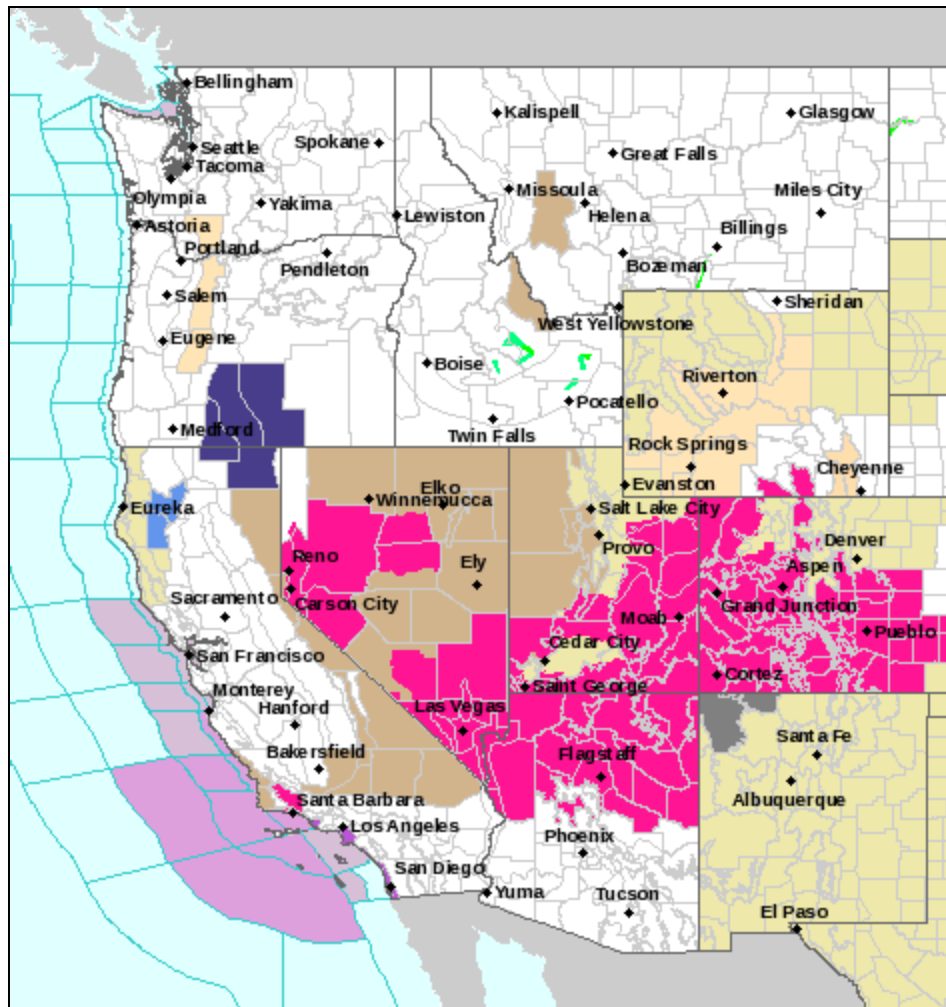 Bellingham
Kalispell
Glasgow
Seattle
Spokane
Great Falls
Tacoma
Missoula
Miles City
Olympia
Yakima
Lewiston
Helena
Astoria
Billings
Portland
Pendleton
Bozeman
Salem
Sheridan
West Yellowstone
Eugene
Boise
Riverton
Pocatello
Medford
Twin Falls
Rock Springs
Cheyenne
Evanston
Elko
Winnemucca
Eureka
Salt Lake City
Provo
Denver
Reno
Ely
Aspen
Sacramento
Carson City
Grand Junction
Moab
Pueblo
Cedar City
San Francisco
Cortez
Saint George
Monterey
Hanford
Las Vegas
Santa Fe
Bakersfield
Flagstaff
Albuquerque
Santa Barbara
Los Angeles
Phoenix
San Diego
Yuma
Tucson
El Paso